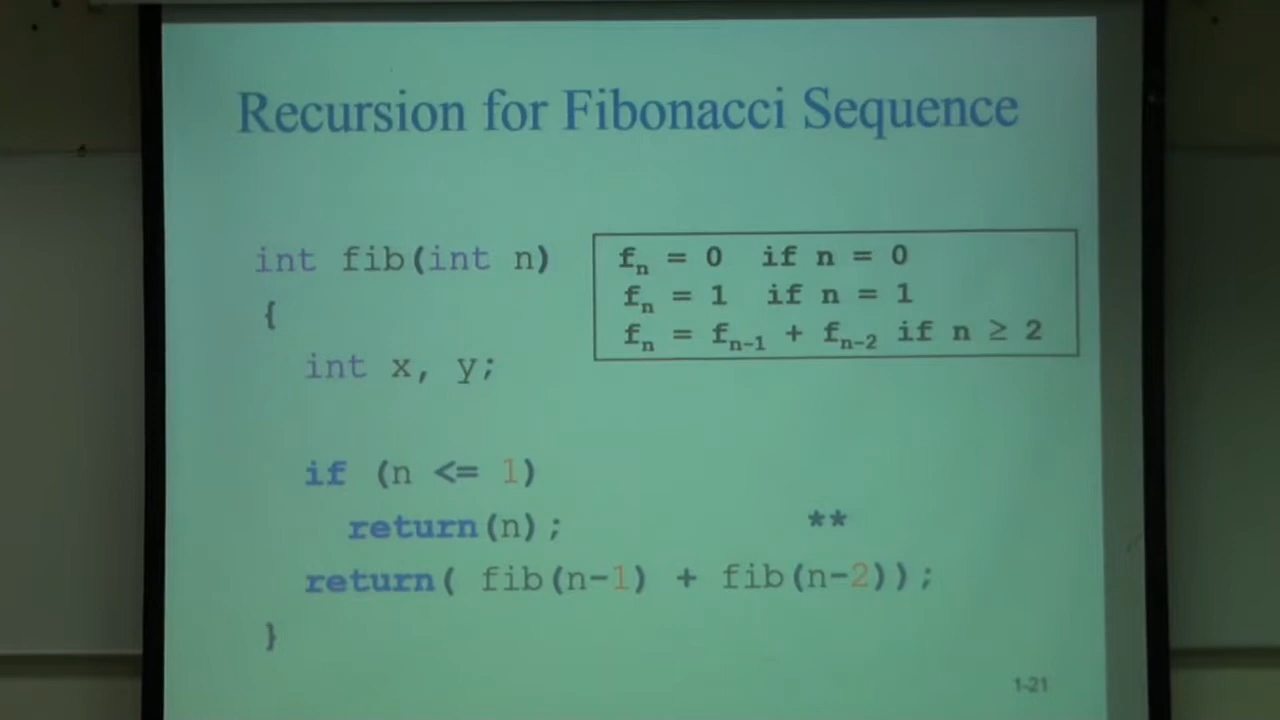 Recursion for Fibonacci Sequence
int fib(int n)
{
int x, y;
if (n <= 1)
return(n);
**
return( fib(n-1) + fib(n-2));
}
fn = 0 if n = 0
fn = 1 if n = 1
fn = fn-1 + fn-2 if n ≥ 2
1-21